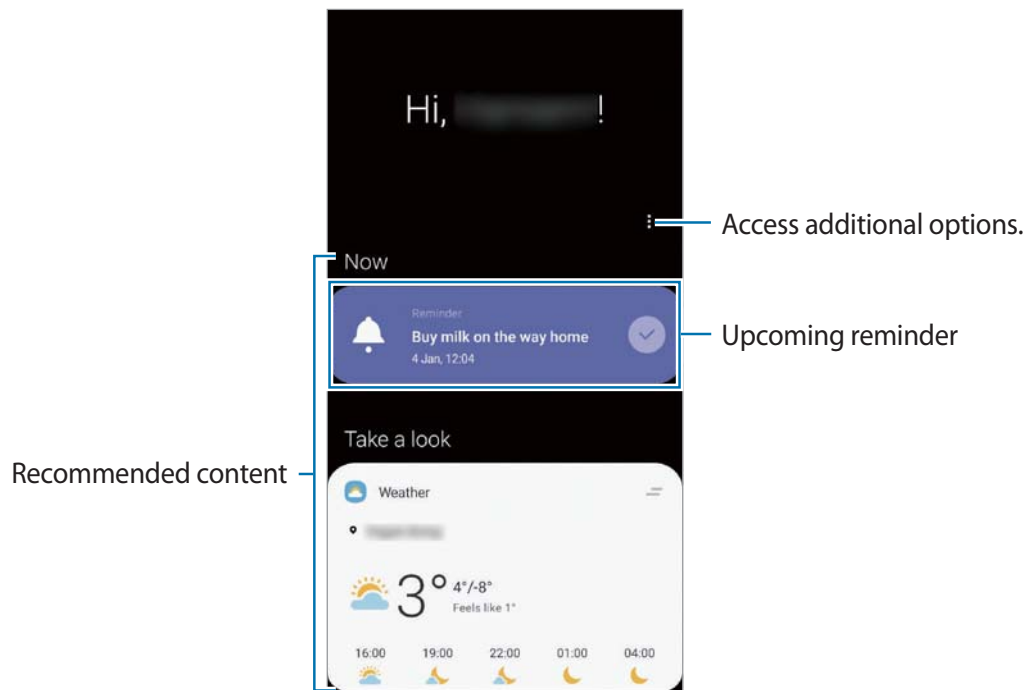 Hi, !
Access additional options.
Now
Reminder
Buy milk on the way home
4 Jan, 12:04
Upcoming reminder
Take a look
Recommended content
Weather
3° 4°/-8°
Feels like 1°
16:00 19:00 22:00 01:00 04:00